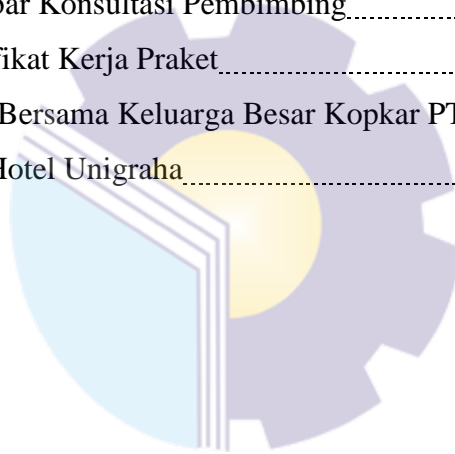 bar Konsultasi Pembimbing
fikat Kerja Praket
Bersama Keluarga Besar Kopkar PT
Hotel Unigraha